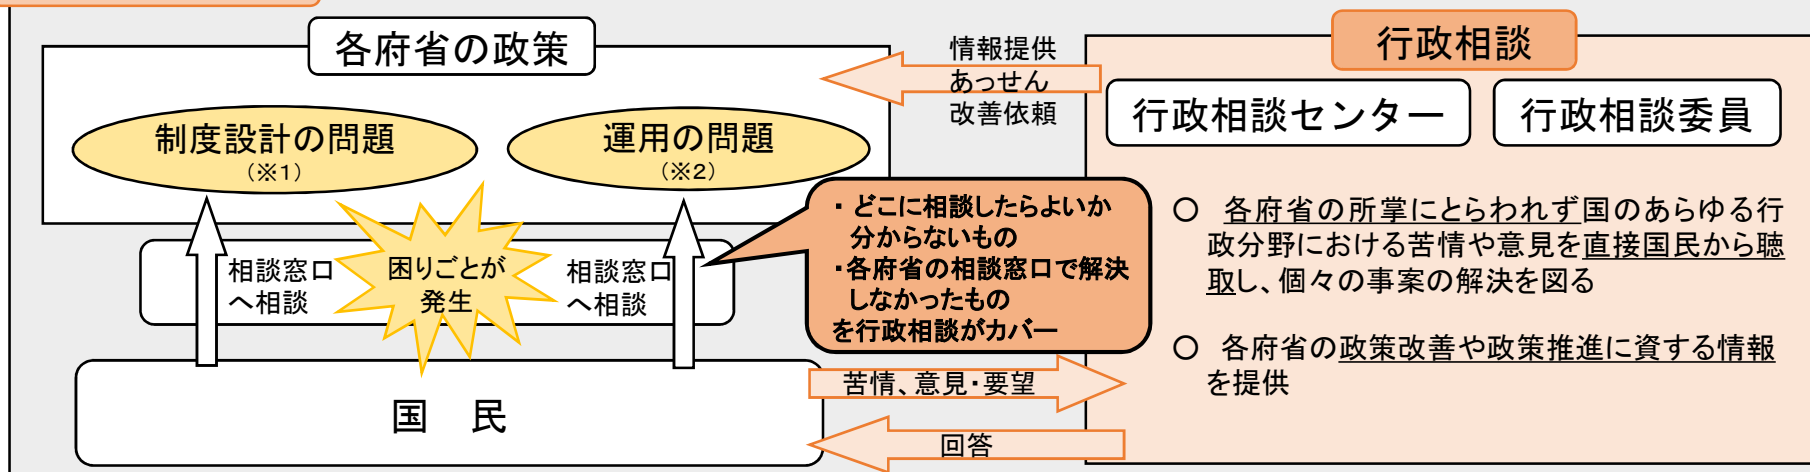 各府省の政策
制度設計の問題
(※1)
運用の問題
(※2)
相談窓口
へ相談
困りごとが
発生
相談窓口
へ相談
国　民
・ どこに相談したらよいか
分からないもの
・各府省の相談窓口で解決
しなかったもの
を行政相談がカバー
情報提供
あっせん
改善依頼
苦情、意見・要望
回答
行政相談
行政相談センター
行政相談委員
○　各府省の所掌にとらわれず国のあらゆる行
政分野における苦情や意見を直接国民から聴
取し、個々の事案の解決を図る
○　各府省の政策改善や政策推進に資する情報
を提供